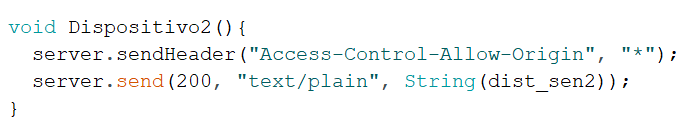 void Dispositivo2(){
  server.sendHeader("Access-Control-Allow-Origin", "*");
  server.send(200, "text/plain", String(dist_sen2));
}